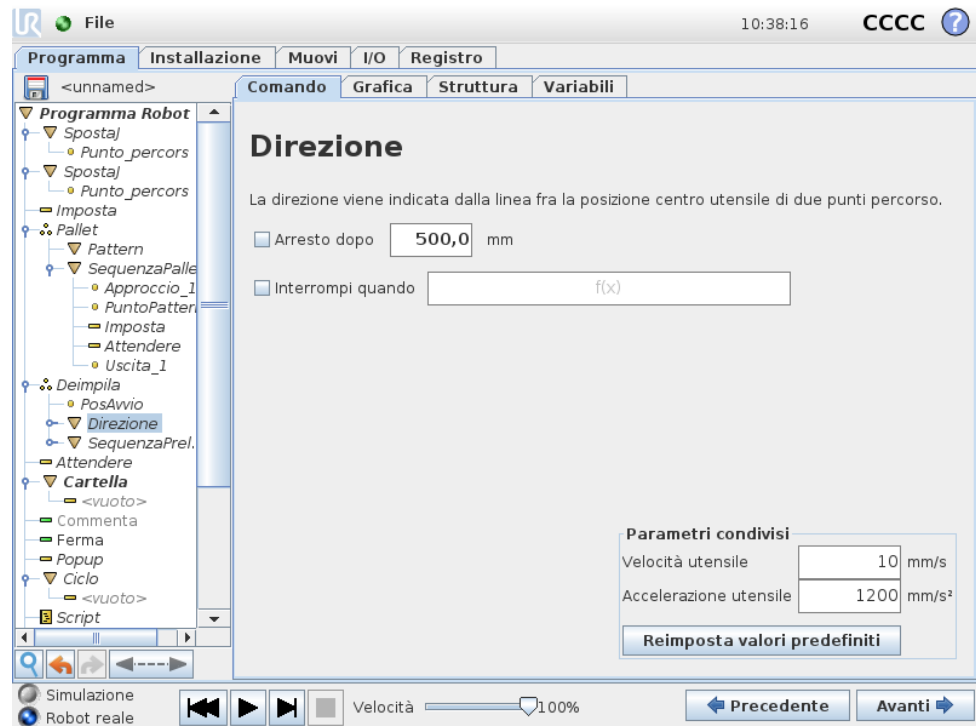 UR File 10:38:16 CCCC ?
Programma Installazione Muovi I/O Registro
<unnamed> Comando Grafica Struttura Variabili
Programma Robot
SpostaJ
Punto_percors
SpostaJ
Punto_percors
Imposta
Pallet
Pattern
SequenzaPalle
Approccio_1
PuntoPattern
Imposta
Attendere
Uscita_1
Deimpila
PosAvvio
Direzione
SequenzaPrel.
Attendere
Cartella
<vuoto>
Commenta
Ferma
Popup
Ciclo
<vuoto>
Script
Direzione
La direzione viene indicata dalla linea fra la posizione centro utensile di due punti percorso.
Arresto dopo 500,0 mm
Interrompi quando f(x)
Parametri condivisi
Velocità utensile 10 mm/s
Accelerazione utensile 1200 mm/s²
Reimposta valori predefiniti
Simulazione
Robot reale
Velocità 100%
Precedente Avanti